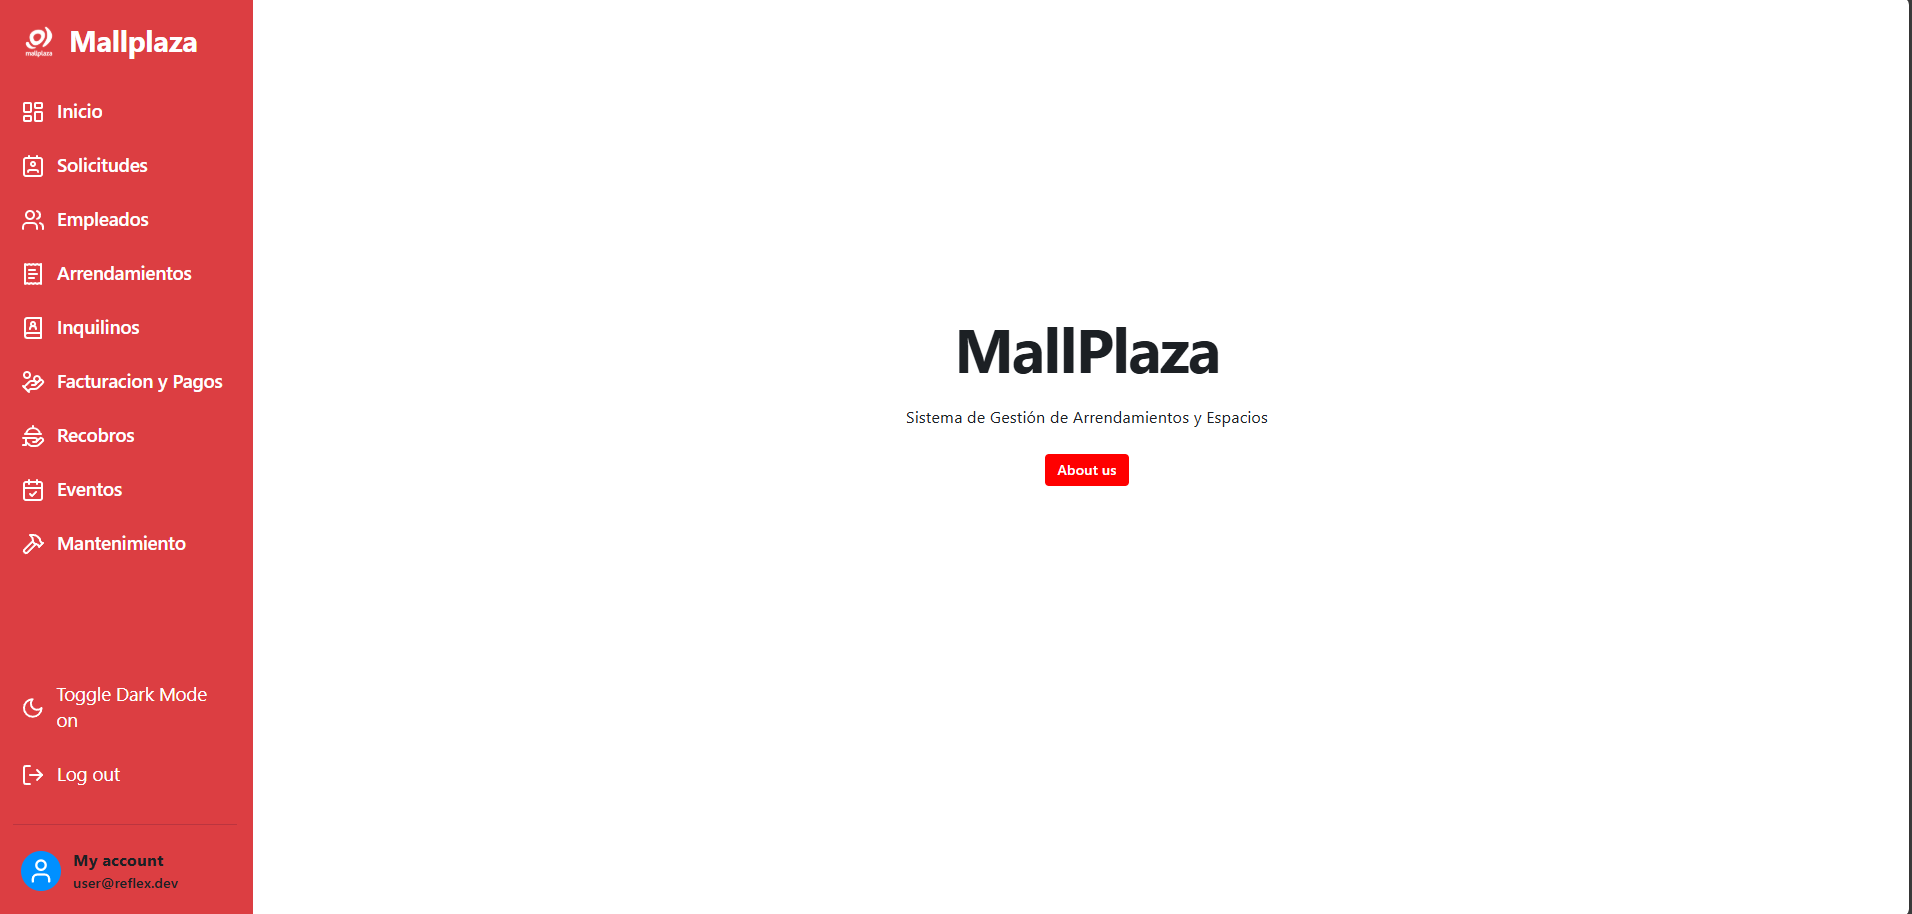 mallplaza
Mallplaza
Inicio
Solicitudes
Empleados
Arrendamientos
Inquilinos
Facturacion y Pagos
Recobros
Eventos
Mantenimiento
Toggle Dark Mode
on
Log out
My account
user@reflex.dev
MallPlaza
Sistema de Gestión de Arrendamientos y Espacios
About us